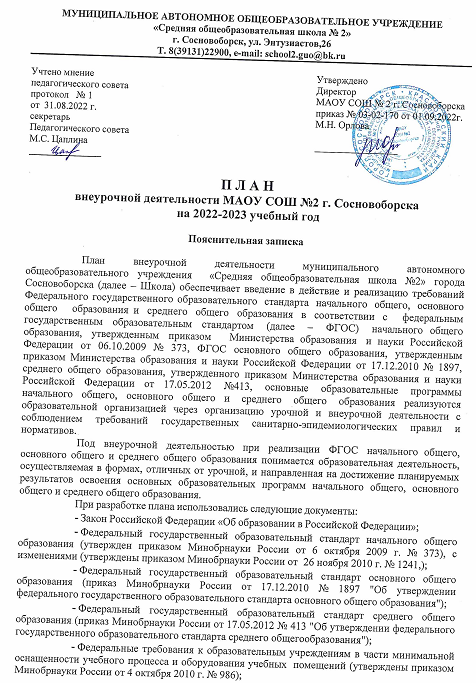 МУНИЦИПАЛЬНОЕ АВТОНОМНОЕ ОБЩЕОБРАЗОВАТЕЛЬНОЕ УЧРЕЖДЕНИЕ
«Средняя общеобразовательная школа № 2»
г. Сосновоборск, ул. Энтузиастов,26
Т. 8(39131)22900, e-mail: school2.guo@bk.ru
Учтено мнение
педагогического совета
протокол № 1
от 31.08.2022 г.
секретарь
Педагогического совета
М.С. Цаплина
Утверждено
Директор
МАОУ СОШ № 2 г. Сосновоборска
приказ № 03-02-170 от 01.09.2022г.
М.Н. Орлова
П Л А Н
внеурочной деятельности МАОУ СОШ №2 г. Сосновоборска
на 2022-2023 учебный год
Пояснительная записка
План внеурочной деятельности муниципального автономного
общеобразовательного учреждения «Средняя общеобразовательная школа №2» города
Сосновоборска (далее – Школа) обеспечивает введение в действие и реализацию требований
Федерального государственного образовательного стандарта начального общего, основного
общего образования и среднего общего образования в соответствии с федеральным
государственным образовательным стандартом (далее – ФГОС) начального общего
образования, утвержденным приказом Министерства образования и науки Российской
Федерации от 06.10.2009 № 373, ФГОС основного общего образования, утвержденным
приказом Министерства образования и науки Российской Федерации от 17.12.2010 № 1897,
среднего общего образования, утвержденного приказом Министерства образования и науки
Российской Федерации от 17.05.2012 №413, основные образовательные программы
начального общего, основного общего и среднего общего образования реализуются
образовательной организацией через организацию урочной и внеурочной деятельности с
соблюдением требований государственных санитарно-эпидемиологических правил и
нормативов.
Под внеурочной деятельностью при реализации ФГОС начального общего,
основного общего и среднего общего образования понимается образовательная деятельность,
осуществляемая в формах, отличных от урочной, и направленная на достижение планируемых
результатов освоения основных образовательных программ начального общего, основного
общего и среднего общего образования.
При разработке плана использовались следующие документы:
- Закон Российской Федерации «Об образовании в Российской Федерации»;
- Федеральный государственный образовательный стандарт начального общего
образования (утвержден приказом Минобрнауки России от 6 октября 2009 г. № 373), с
изменениями (утверждены приказом Минобрнауки России от 26 ноября 2010 г. № 1241,);
- Федеральный государственный образовательный стандарт основного общего
образования (приказ Минобрнауки России от 17.12.2010 № 1897 "Об утверждении
федерального государственного образовательного стандарта основного общего образования");
- Федеральный государственный образовательный стандарт среднего общего
образования (приказ Минобрнауки России от 17.05.2012 № 413 "Об утверждении федерального
государственного образовательного стандарта среднего общеобразования");
- Федеральные требования к образовательным учреждениям в части минимальной
оснащенности учебного процесса и оборудования учебных помещений (утверждены приказом
Минобрнауки России от 4 октября 2010 г. № 986);